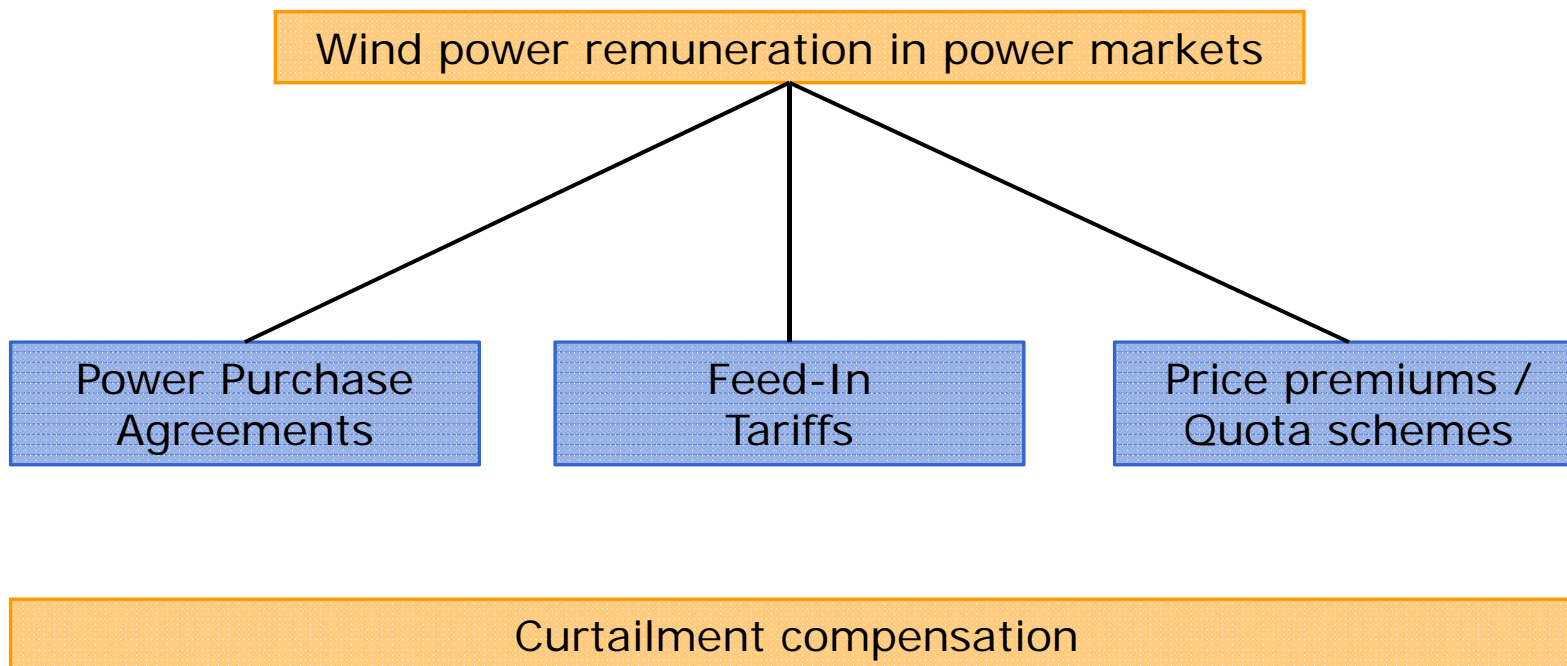 Wind power remuneration in power markets
Power Purchase
Agreements
Feed-In
Tariffs
Price premiums /
Quota schemes
Curtailment compensation